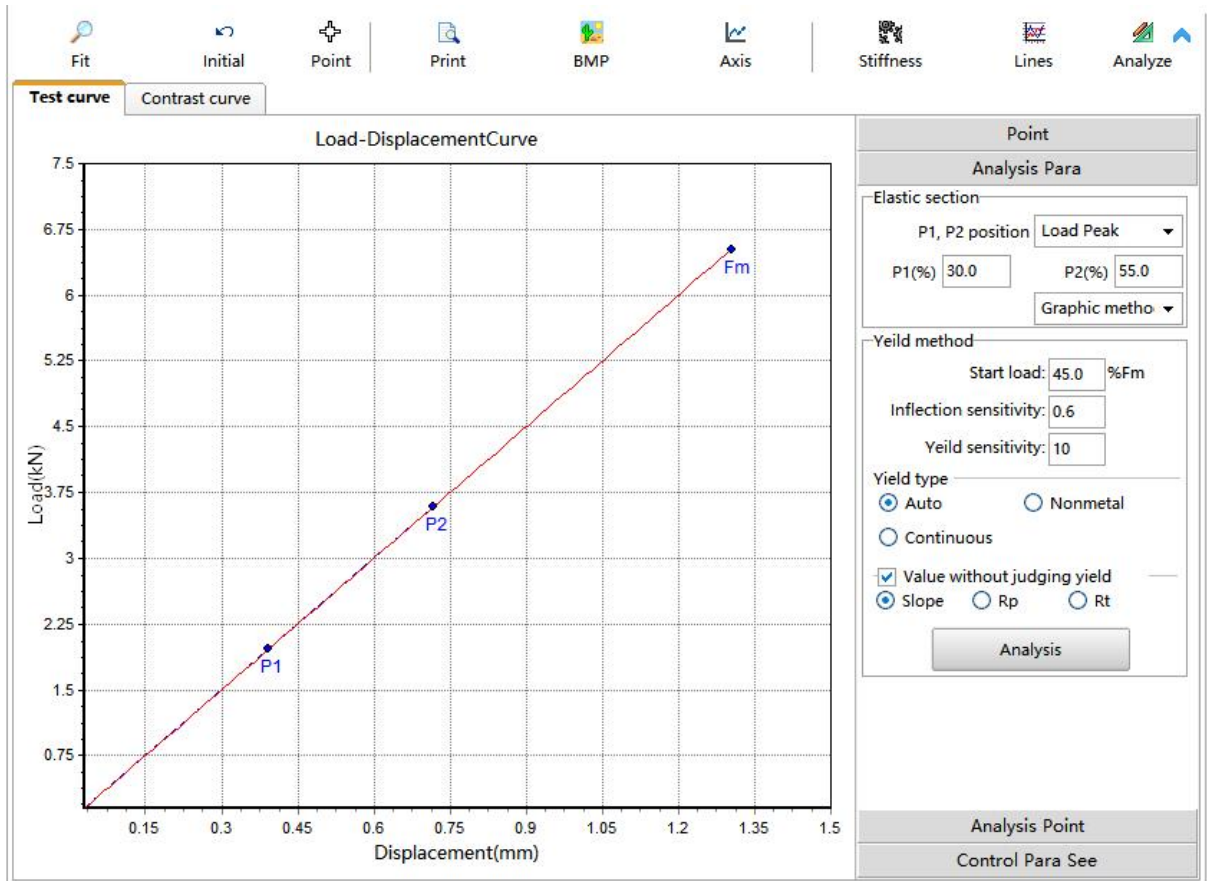 Fit Initial Point Print BMP Axis Stiffness Lines Analyze
Test curve Contrast curve
Load-DisplacementCurve
7.5
6.75
6
5.25
4.5
3.75
3
2.25
1.5
0.75
Load(kN)
Fm
P2
P1
0.15 0.3 0.45 0.6 0.75 0.9 1.05 1.2 1.35 1.5
Displacement(mm)
Point
Analysis Para
Elastic section
P1, P2 position Load Peak
P1(%) 30.0 P2(%) 55.0
Graphic metho
Yeild method
Start load: 45.0 %Fm
Inflection sensitivity: 0.6
Yeild sensitivity: 10
Yield type
Auto Nonmetal
Continuous
Value without judging yield
Slope Rp Rt
Analysis
Analysis Point
Control Para See